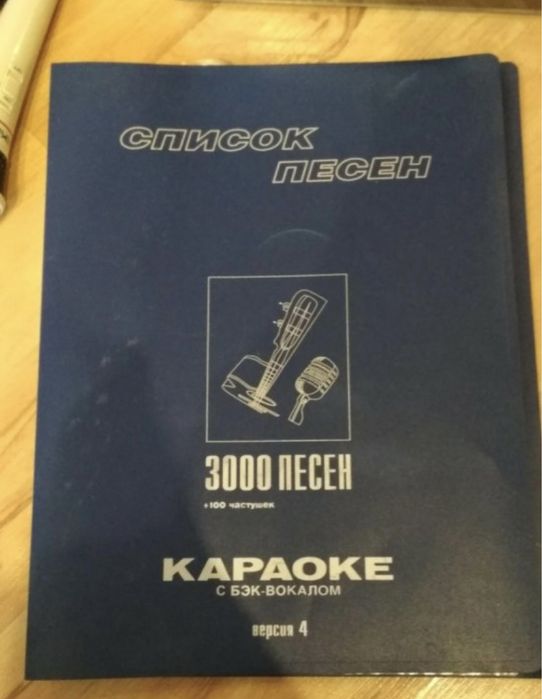 СПИСОК
ПЕСЕН
3000 ПЕСЕН
+100 частушек
КАРАОКЕ
С БЭК-ВОКАЛОМ
версия 4